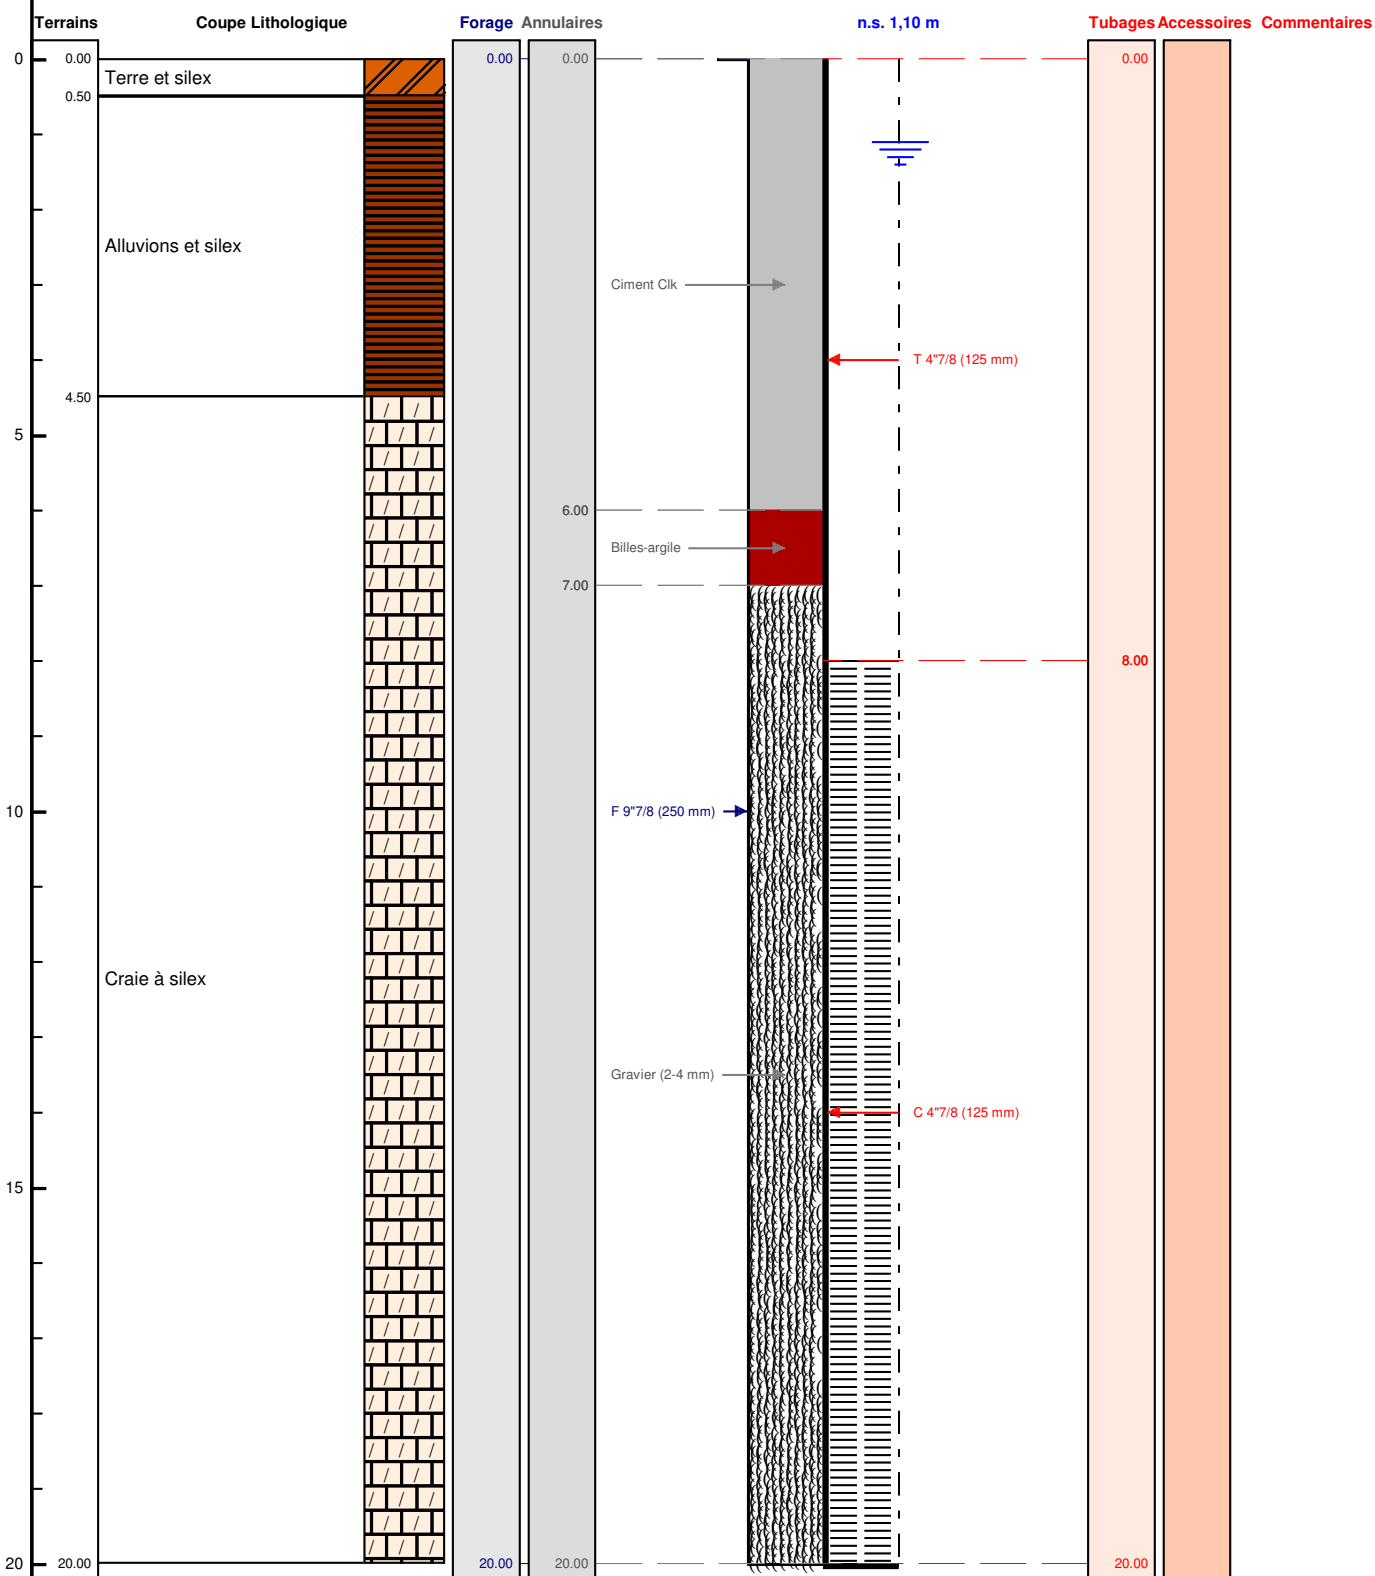 Terrains Coupe Lithologique Forage Annulaires n.s. 1,10 m Tubages Accessoires Commentaires
0 0.00 0.00 0.00 0.00
Terre et silex
0.50
Alluvions et silex
Ciment Clk
T 4"7/8 (125 mm)
4.50
5
6.00
Billes-argile
7.00
8.00
10 F 9"7/8 (250 mm)
Craie à silex
Gravier (2-4 mm)
C 4"7/8 (125 mm)
15
20 20.00 20.00 20.00 20.00